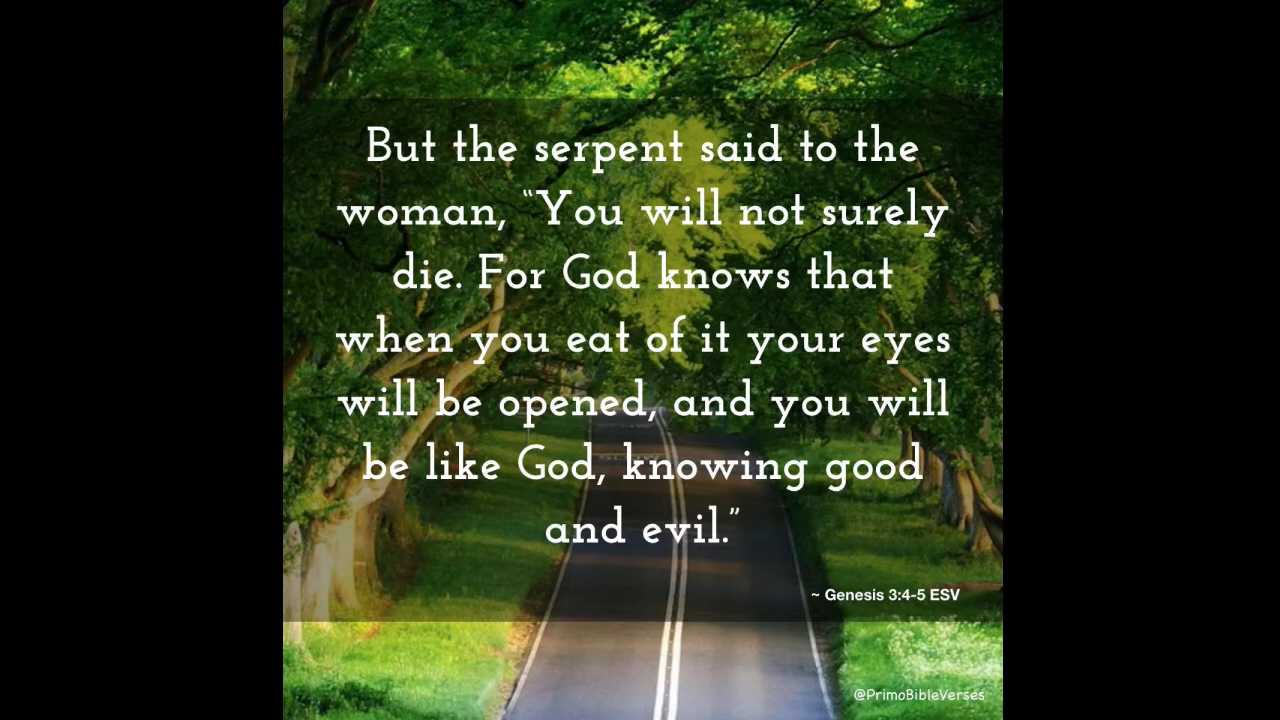 But the serpent said to the
woman, “You will not surely
die. For God knows that
when you eat of it your eyes
will be opened, and you will
be like God, knowing good
and evil.”
~ Genesis 3:4-5 ESV
@PrimoBibleVerses